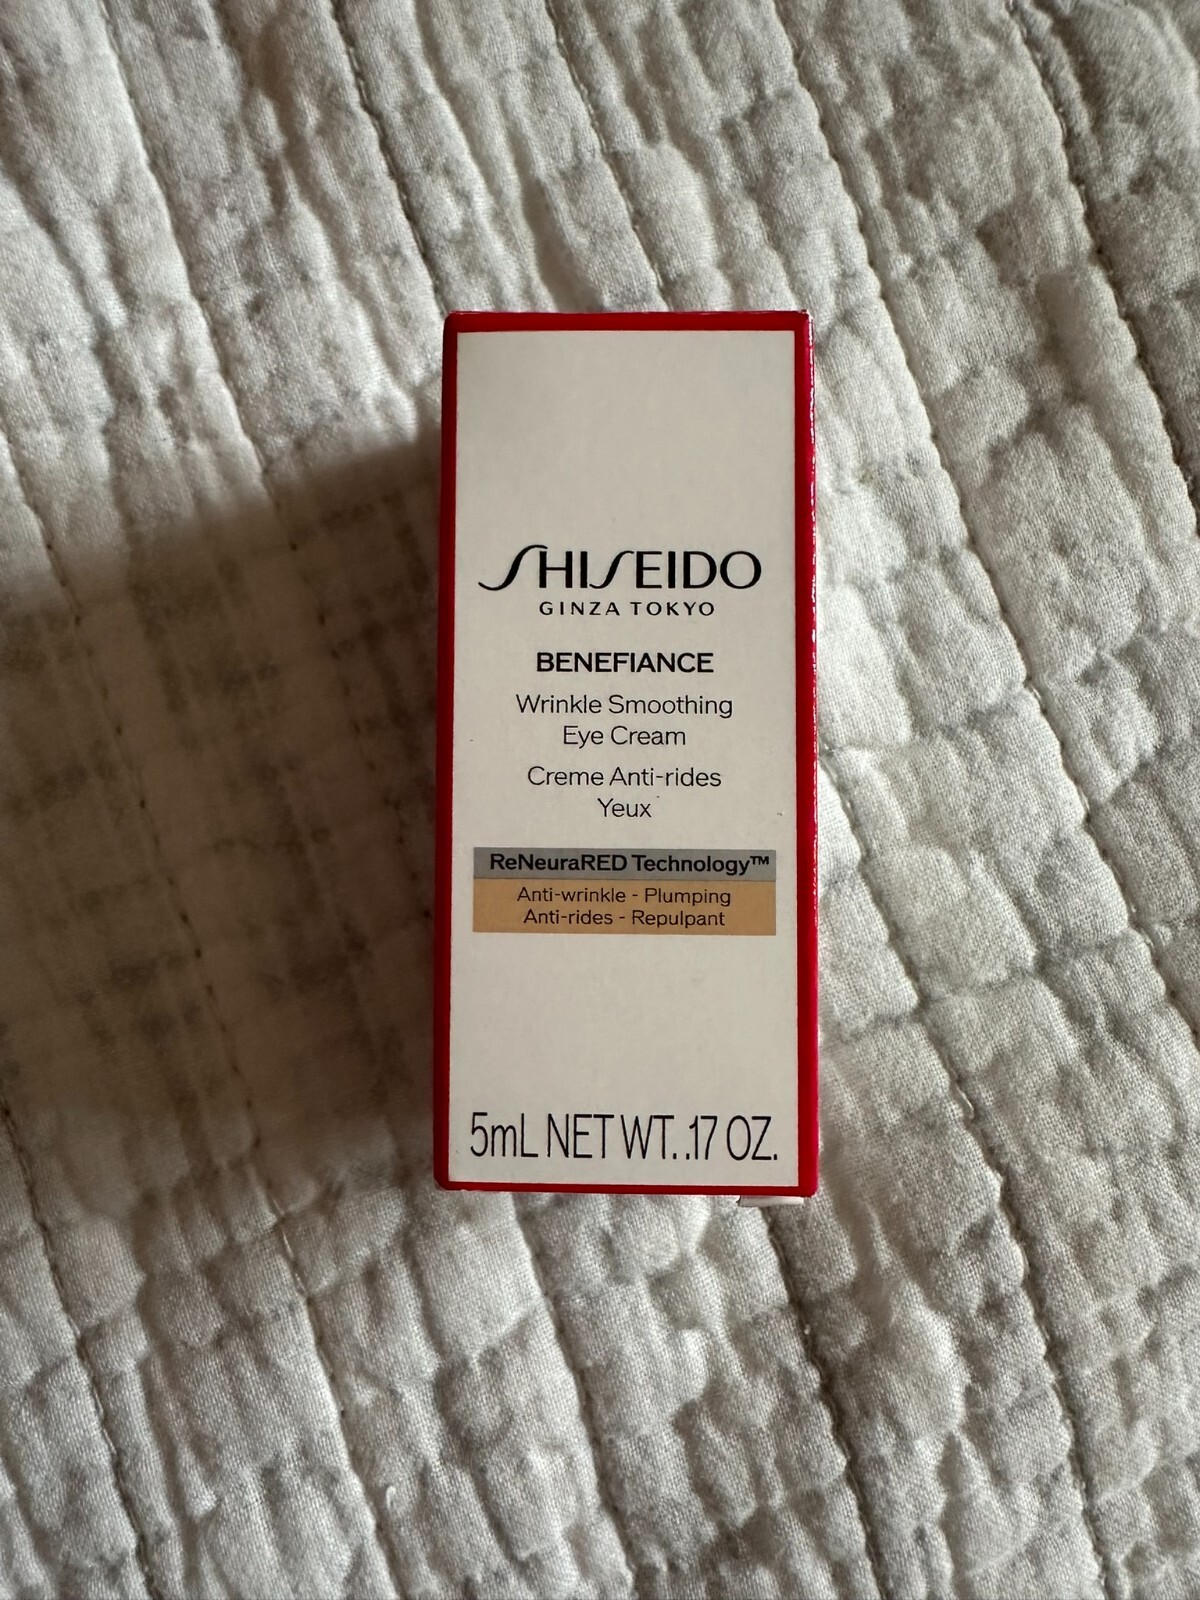 SHISEIDO
GINZA TOKYO
BENEFIANCE
Wrinkle Smoothing
Eye Cream
Creme Anti-rides
Yeux
ReNeuraRED Technology™
Anti-wrinkle - Plumping
Anti-rides - Repulpant
5mL NET WT. .17 OZ.